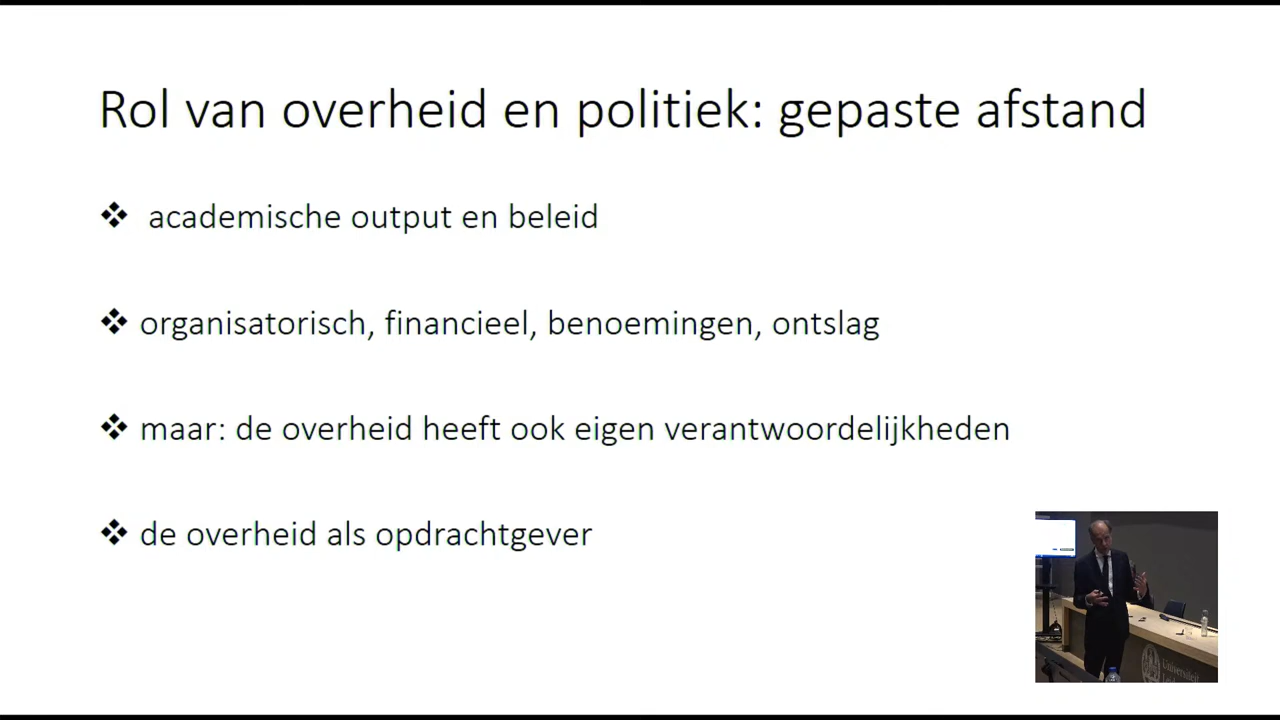 Rol van overheid en politiek: gepaste afstand
academische output en beleid
organisatorisch, financieel, benoemingen, ontslag
maar: de overheid heeft ook eigen verantwoordelijkheden
de overheid als opdrachtgever
Universiteit